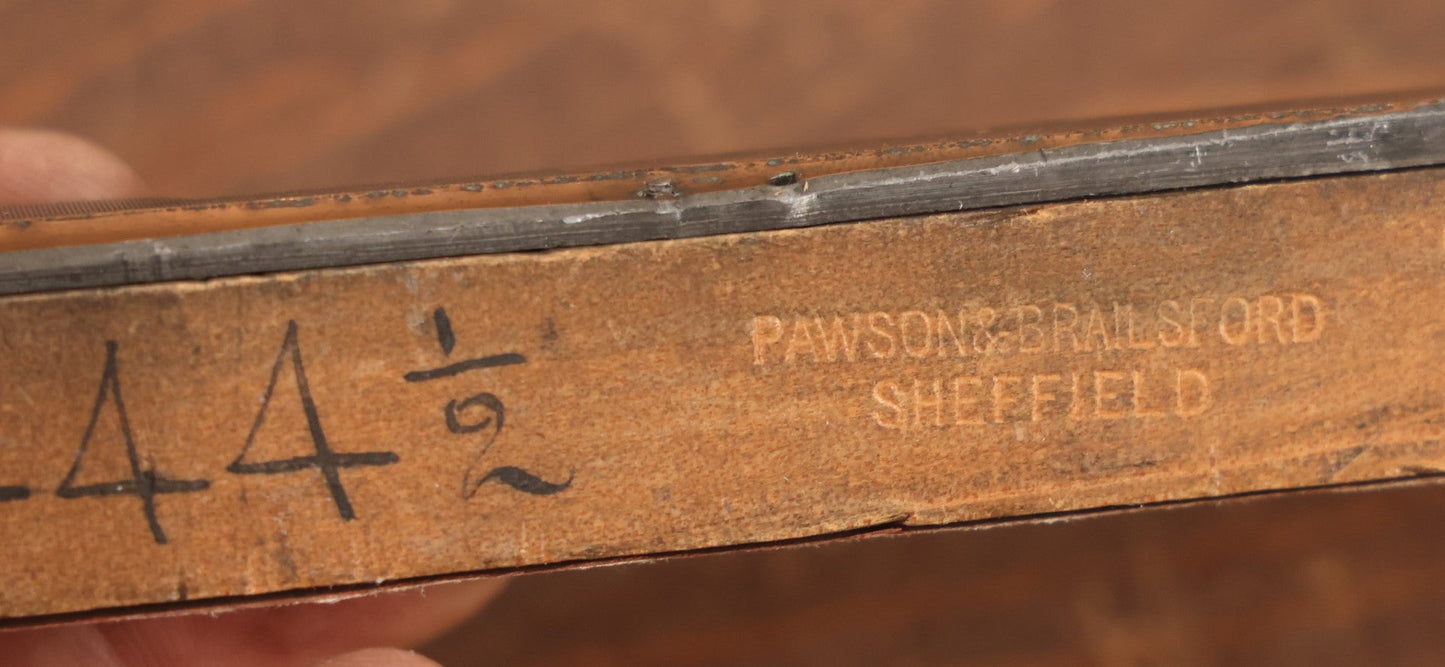 44 1/2
PAWSON & BRAILSFORD
SHEFFIELD